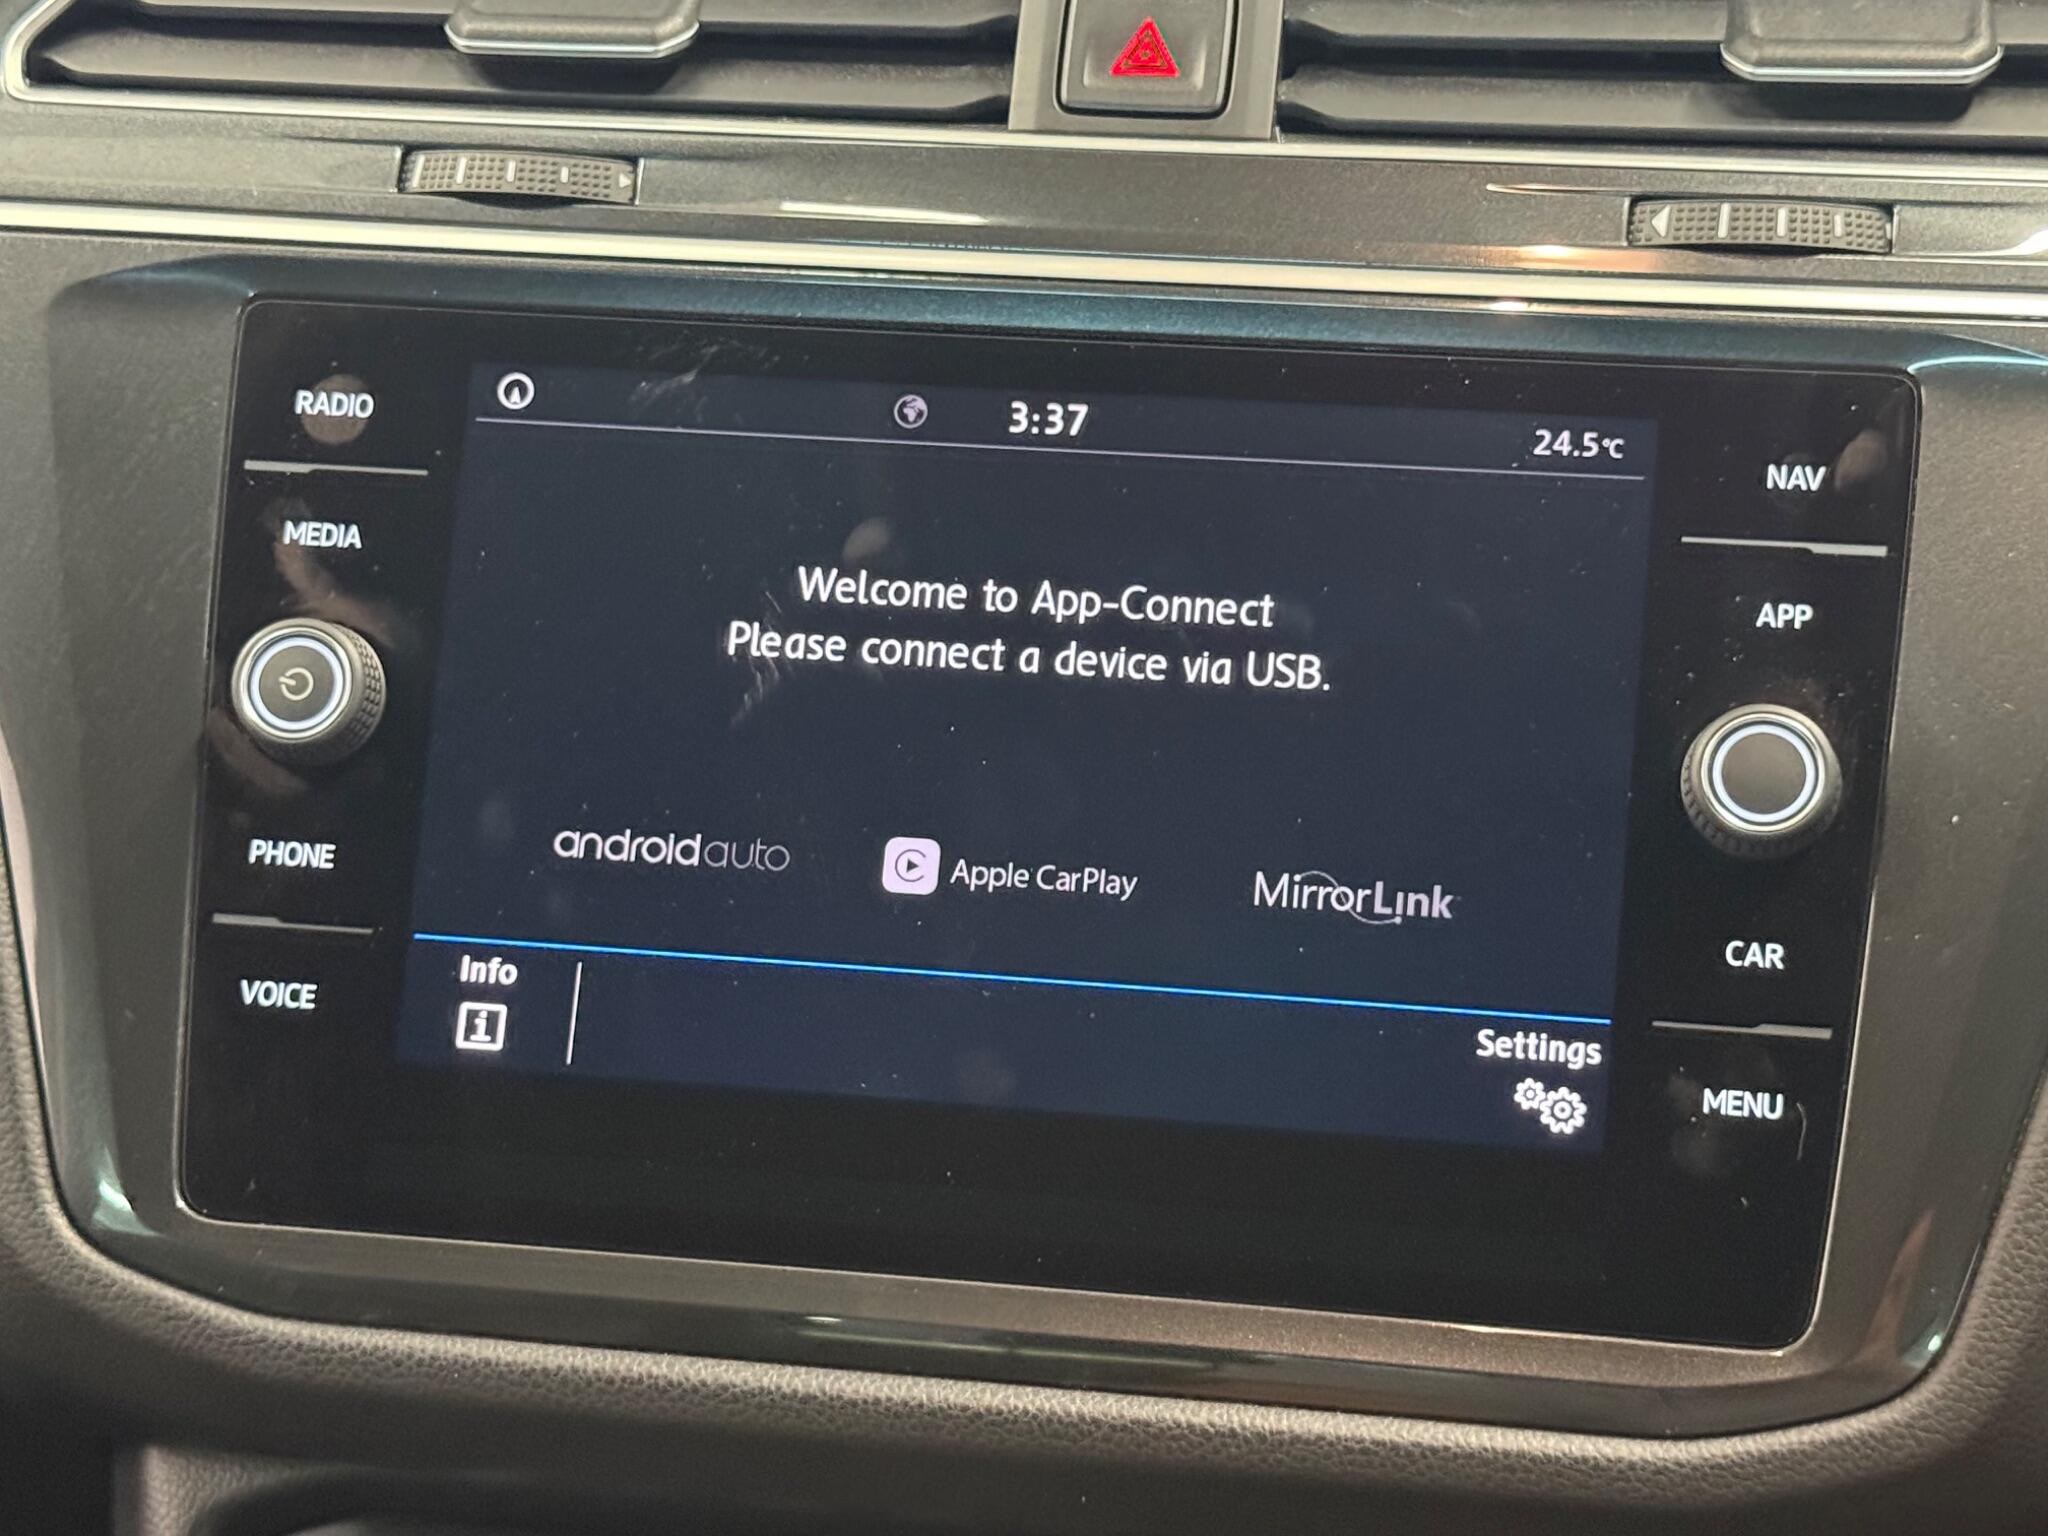 RADIO
MEDIA
PHONE
VOICE
3:37
24.5°C
Welcome to App-Connect
Please connect a device via USB.
androidauto
Apple CarPlay
MirrorLink
Info
i
Settings
NAV
APP
CAR
MENU